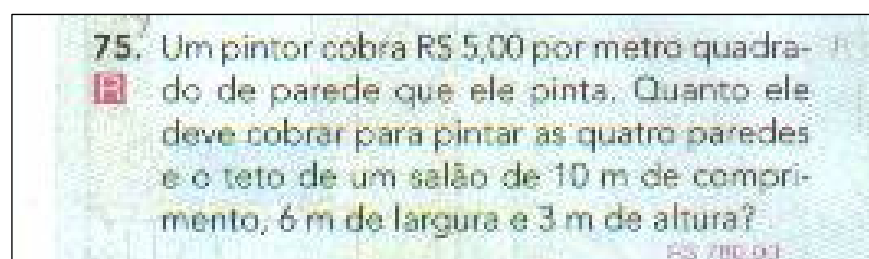 75. Um pintor cobra R$ 5,00 por metro quadra-
R do de parede que ele pinta. Quanto ele
deve cobrar para pintar as quatro paredes
e o teto de um salão de 10 m de compri-
mento, 6 m de largura e 3 m de altura?
R$ 780,00